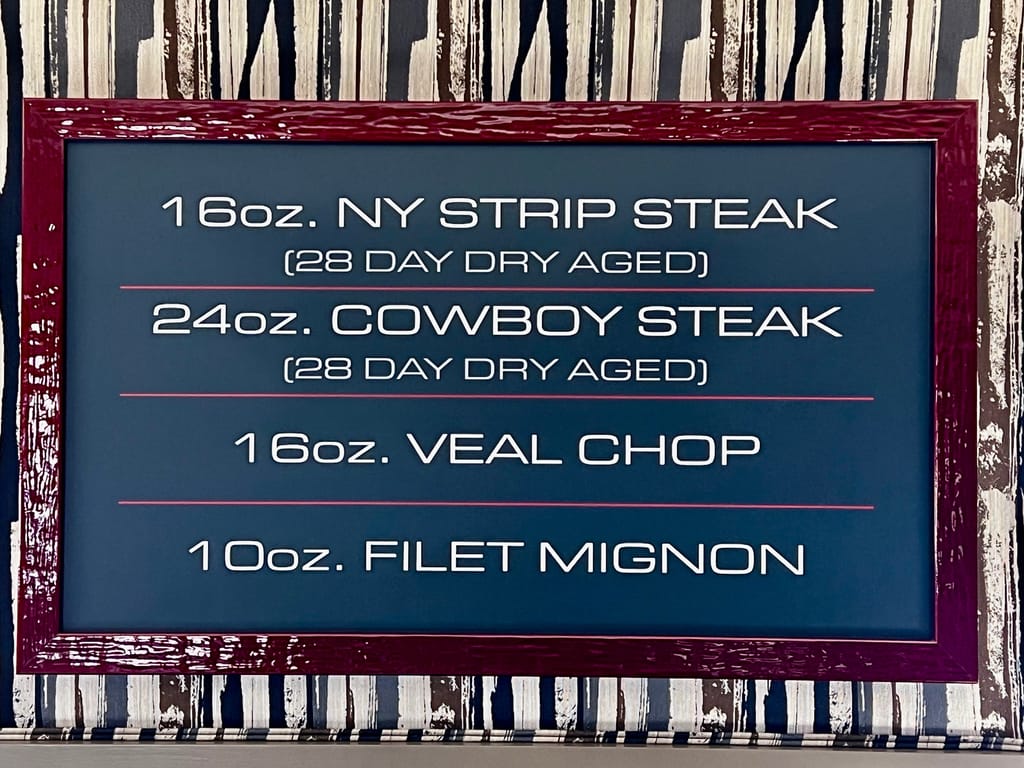 16oz. NY STRIP STEAK
(28 DAY DRY AGED)
24oz. COWBOY STEAK
(28 DAY DRY AGED)
16oz. VEAL CHOP
10oz. FILET MIGNON